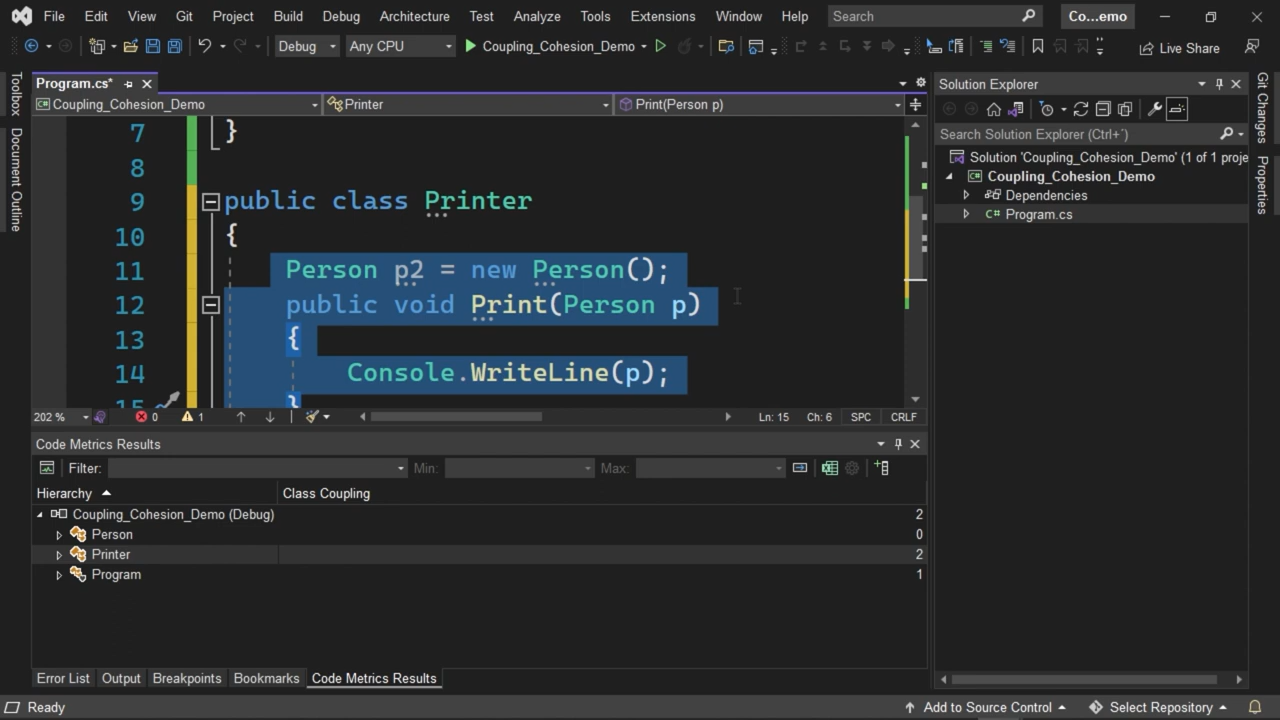 File Edit View Git Project Build Debug Architecture Test Analyze Tools Extensions Window Help Search Co...emo
Debug Any CPU Coupling_Cohesion_Demo Live Share
Toolbox
Document Outline
Program.cs*
Coupling_Cohesion_Demo Printer Print(Person p)
7 }
8
9 public class Printer
10 {
11 Person p2 = new Person();
12 public void Print(Person p)
13 {
14 Console.WriteLine(p);
15 }
202 % 0 1 Ln: 15 Ch: 6 SPC CRLF
Code Metrics Results
Filter: Min: Max:
Hierarchy Class Coupling
Coupling_Cohesion_Demo (Debug) 2
Person 0
Printer 2
Program 1
Error List Output Breakpoints Bookmarks Code Metrics Results
Solution Explorer
Search Solution Explorer (Ctrl+`)
Solution 'Coupling_Cohesion_Demo' (1 of 1 proje
Coupling_Cohesion_Demo
Dependencies
C# Program.cs
Git Changes
Properties
Ready Add to Source Control Select Repository